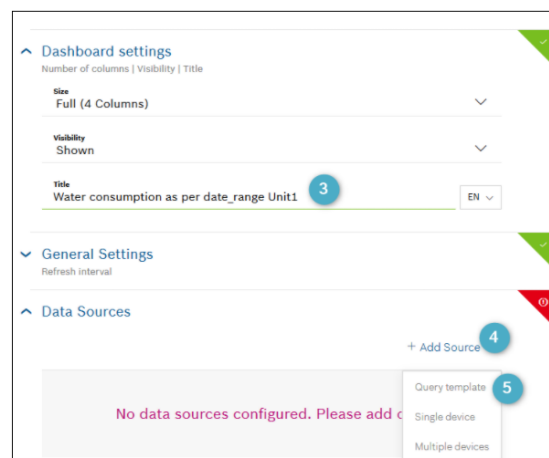 Dashboard settings
Number of columns | Visibility | Title
Size
Full (4 Columns)
Visibility
Shown
Title
Water consumption as per date_range Unit1 3 EN
General Settings
Refresh interval
Data Sources
+ Add Source 4
Query template 5
No data sources configured. Please add
Single device
Multiple devices